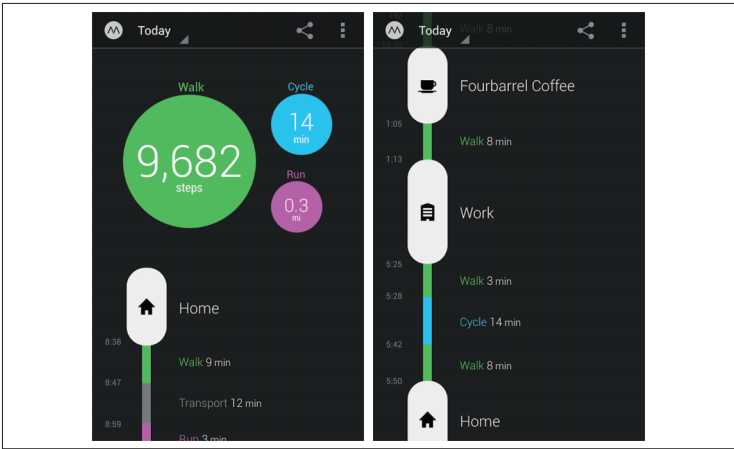 Today
Walk
Cycle
9,682
steps
14
min
Run
0.3
mi
Home
8:38
Walk 9 min
8:47
Transport 12 min
8:59
Run 3 min
Today
Walk 8 min
Fourbarrel Coffee
1:05
Walk 8 min
1:13
Work
5:25
Walk 3 min
5:28
Cycle 14 min
5:42
Walk 8 min
5:50
Home